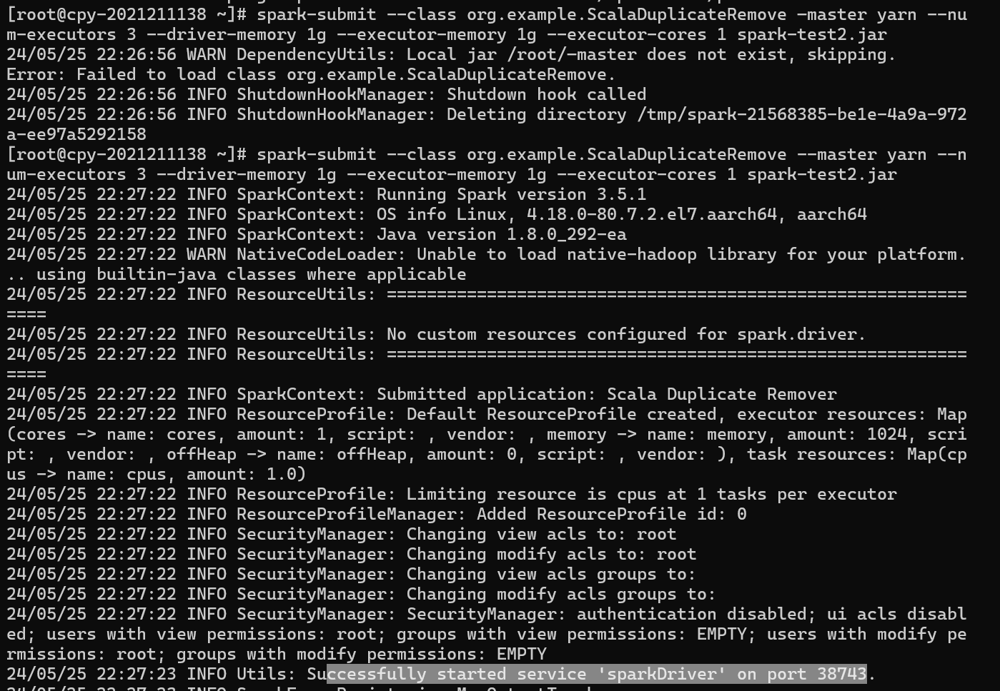 [root@cpy-2021211138 ~]# spark-submit --class org.example.ScalaDuplicateRemove -master yarn --nu
m-executors 3 --driver-memory 1g --executor-memory 1g --executor-cores 1 spark-test2.jar
24/05/25 22:26:56 WARN DependencyUtils: Local jar /root/-master does not exist, skipping.
Error: Failed to load class org.example.ScalaDuplicateRemove.
24/05/25 22:26:56 INFO ShutdownHookManager: Shutdown hook called
24/05/25 22:26:56 INFO ShutdownHookManager: Deleting directory /tmp/spark-21568385-be1e-4a9a-972
a-ee97a5292158
[root@cpy-2021211138 ~]# spark-submit --class org.example.ScalaDuplicateRemove --master yarn --n
um-executors 3 --driver-memory 1g --executor-memory 1g --executor-cores 1 spark-test2.jar
24/05/25 22:27:22 INFO SparkContext: Running Spark version 3.5.1
24/05/25 22:27:22 INFO SparkContext: OS info Linux, 4.18.0-80.7.2.el7.aarch64, aarch64
24/05/25 22:27:22 INFO SparkContext: Java version 1.8.0_292-ea
24/05/25 22:27:22 WARN NativeCodeLoader: Unable to load native-hadoop library for your platform.
.. using builtin-java classes where applicable
24/05/25 22:27:22 INFO ResourceUtils: ==========================================================
====
24/05/25 22:27:22 INFO ResourceUtils: No custom resources configured for spark.driver.
24/05/25 22:27:22 INFO ResourceUtils: ==========================================================
====
24/05/25 22:27:22 INFO SparkContext: Submitted application: Scala Duplicate Remover
24/05/25 22:27:22 INFO ResourceProfile: Default ResourceProfile created, executor resources: Map
(cores -> name: cores, amount: 1, script: , vendor: , memory -> name: memory, amount: 1024, scri
pt: , vendor: , offHeap -> name: offHeap, amount: 0, script: , vendor: ), task resources: Map(cp
us -> name: cpus, amount: 1.0)
24/05/25 22:27:22 INFO ResourceProfile: Limiting resource is cpus at 1 tasks per executor
24/05/25 22:27:22 INFO ResourceProfileManager: Added ResourceProfile id: 0
24/05/25 22:27:22 INFO SecurityManager: Changing view acls to: root
24/05/25 22:27:22 INFO SecurityManager: Changing modify acls to: root
24/05/25 22:27:22 INFO SecurityManager: Changing view acls groups to:
24/05/25 22:27:22 INFO SecurityManager: Changing modify acls groups to:
24/05/25 22:27:22 INFO SecurityManager: SecurityManager: authentication disabled; ui acls disabl
ed; users with view permissions: root; groups with view permissions: EMPTY; users with modify pe
rmissions: root; groups with modify permissions: EMPTY
24/05/25 22:27:23 INFO Utils: Successfully started service 'sparkDriver' on port 38743.